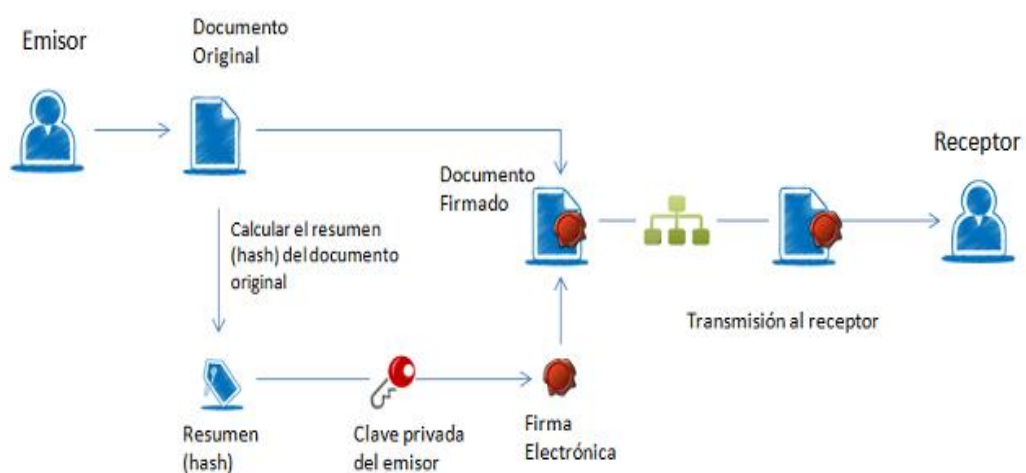 Emisor
Documento
Original
Receptor
Documento
Firmado
Calcular el resumen
(hash) del documento
original
Transmisión al receptor
Resumen
(hash)
Clave privada
del emisor
Firma
Electrónica